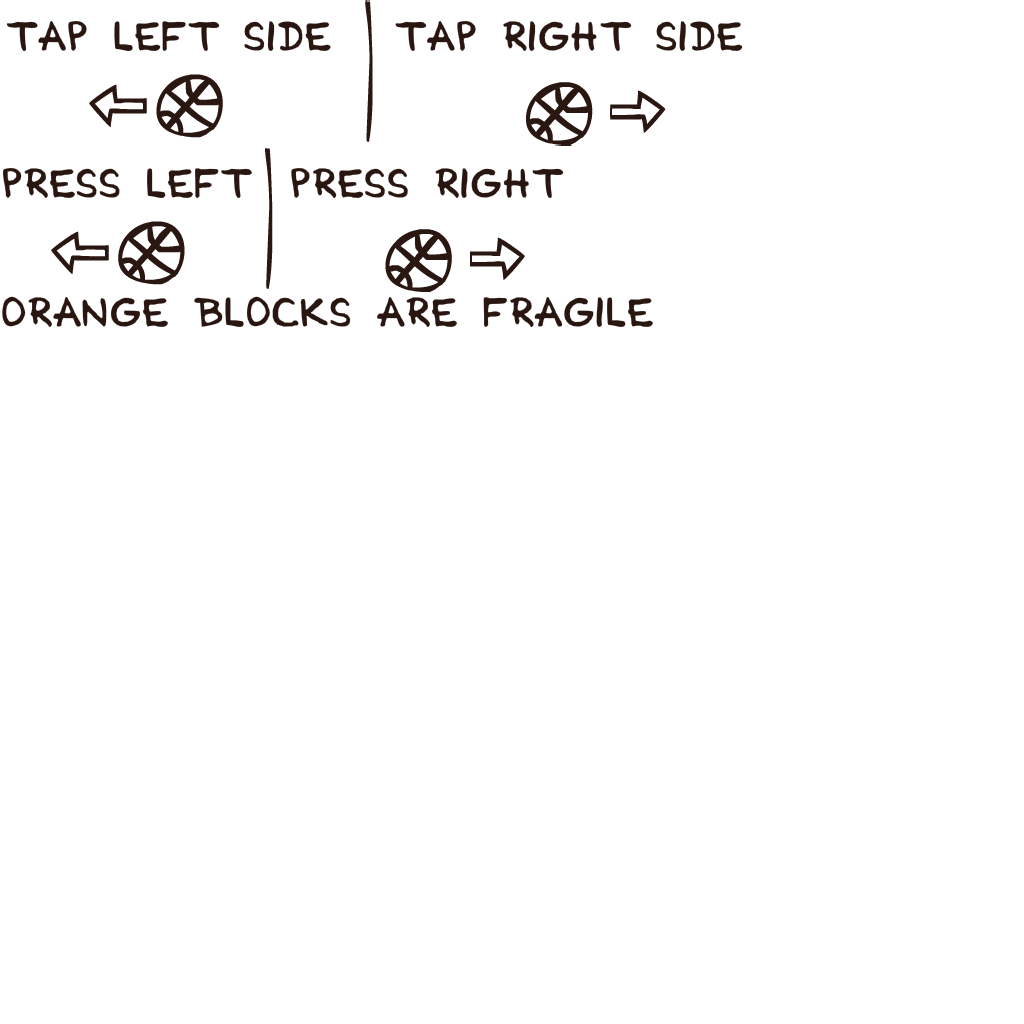 TAP LEFT SIDE TAP RIGHT SIDE
PRESS LEFT PRESS RIGHT
ORANGE BLOCKS ARE FRAGILE